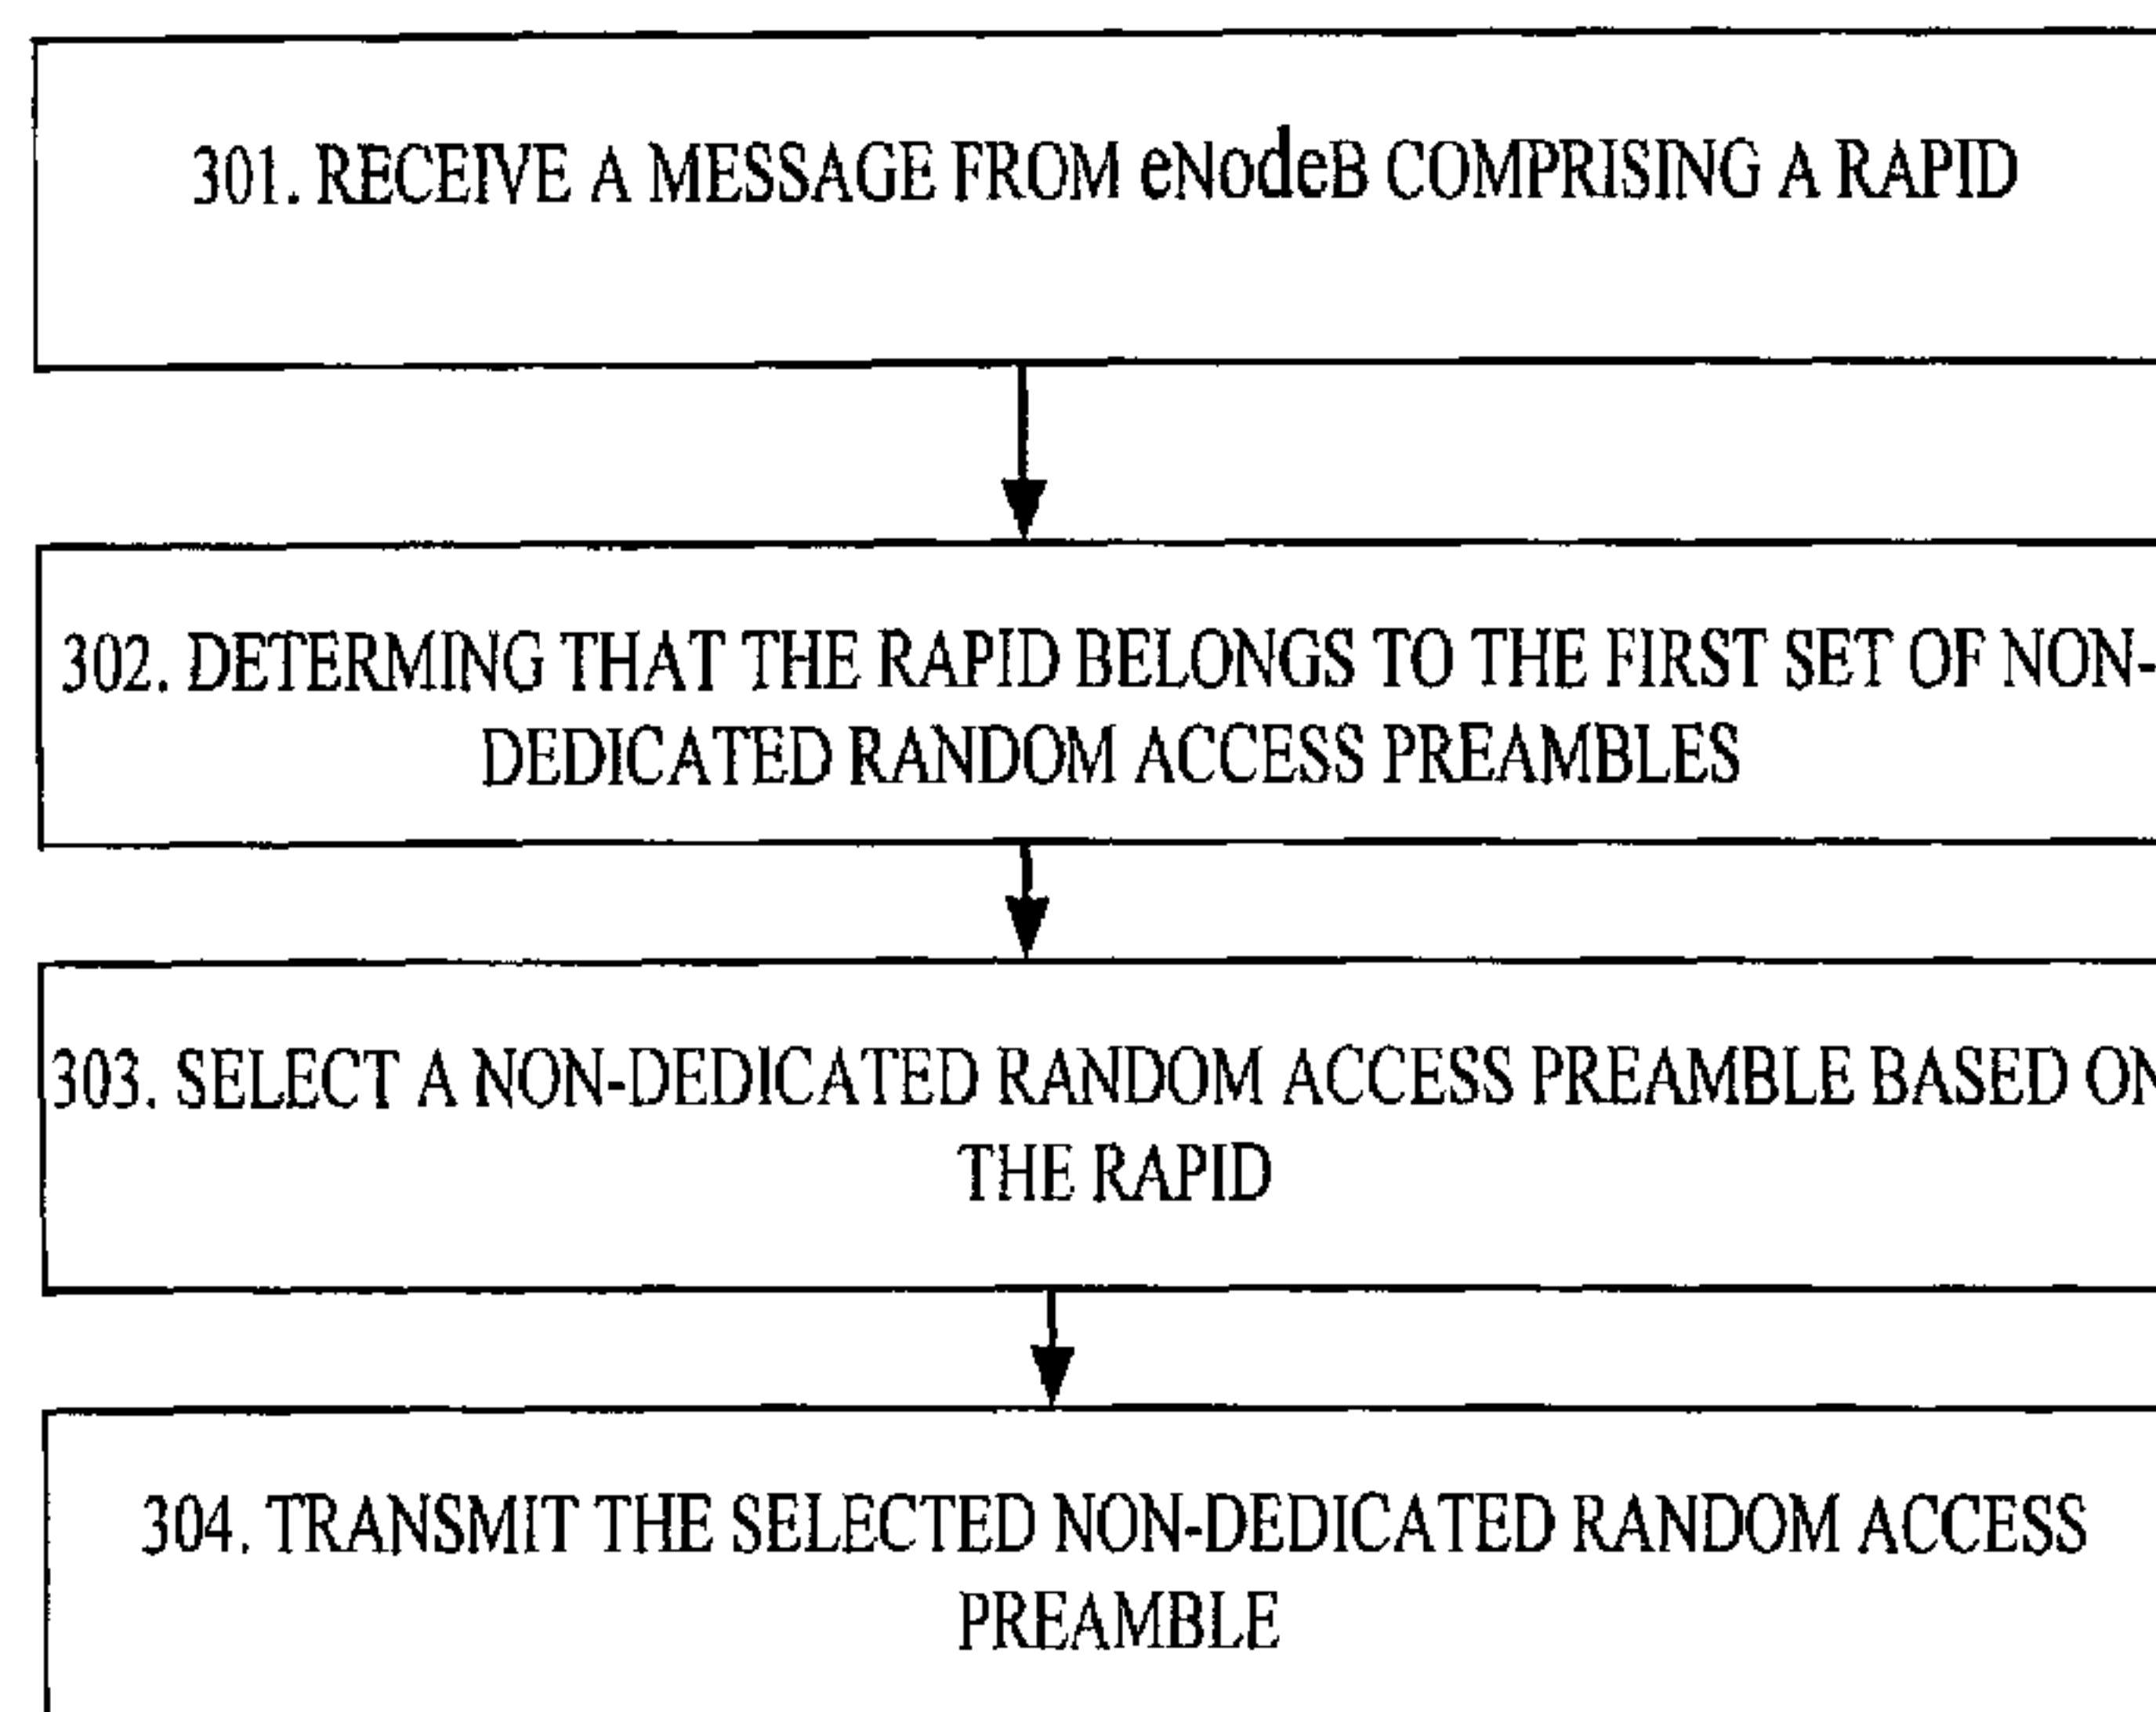 301. RECEIVE A MESSAGE FROM eNodeB COMPRISING A RAPID
302. DETERMING THAT THE RAPID BELONGS TO THE FIRST SET OF NON-
DEDICATED RANDOM ACCESS PREAMBLES
303. SELECT A NON-DEDICATED RANDOM ACCESS PREAMBLE BASED ON
THE RAPID
304. TRANSMIT THE SELECTED NON-DEDICATED RANDOM ACCESS
PREAMBLE